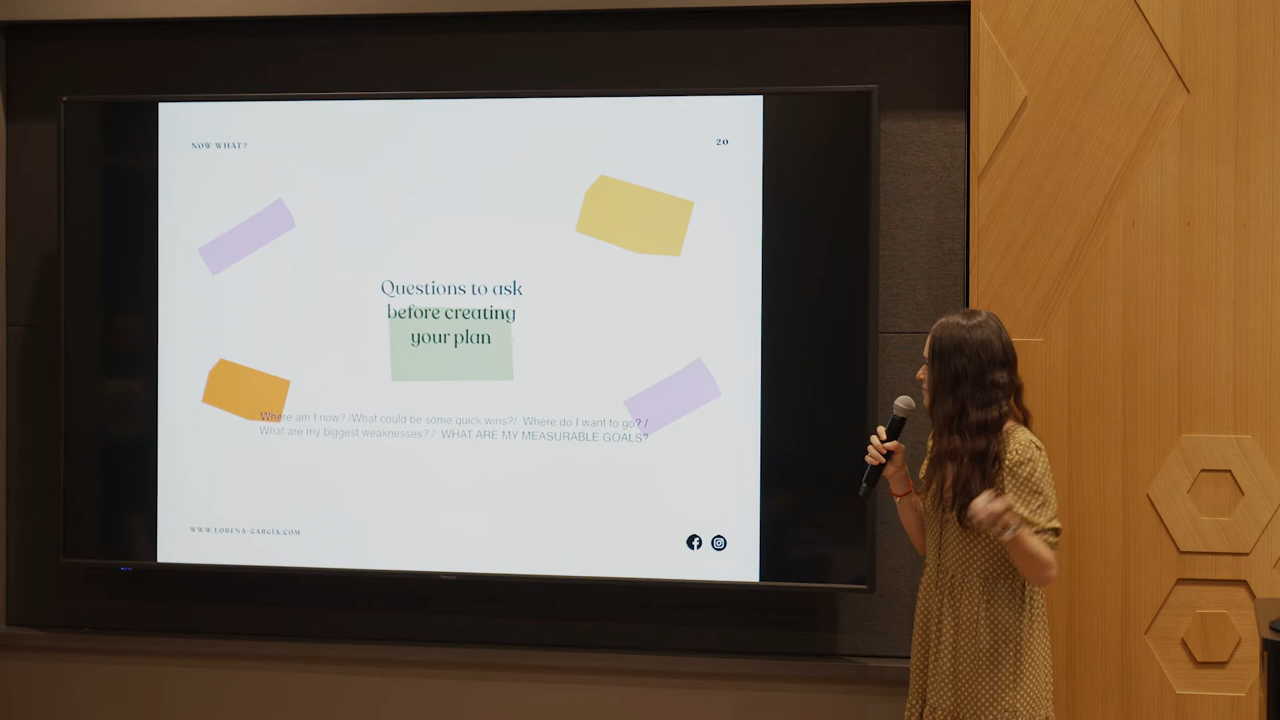 NOW WHAT?
20
Questions to ask
before creating
your plan
Where am I now? /What could be some quick wins?/ Where do I want to go? /
What are my biggest weaknesses? / WHAT ARE MY MEASURABLE GOALS?
WWW.LORENA-GARCÍA.COM